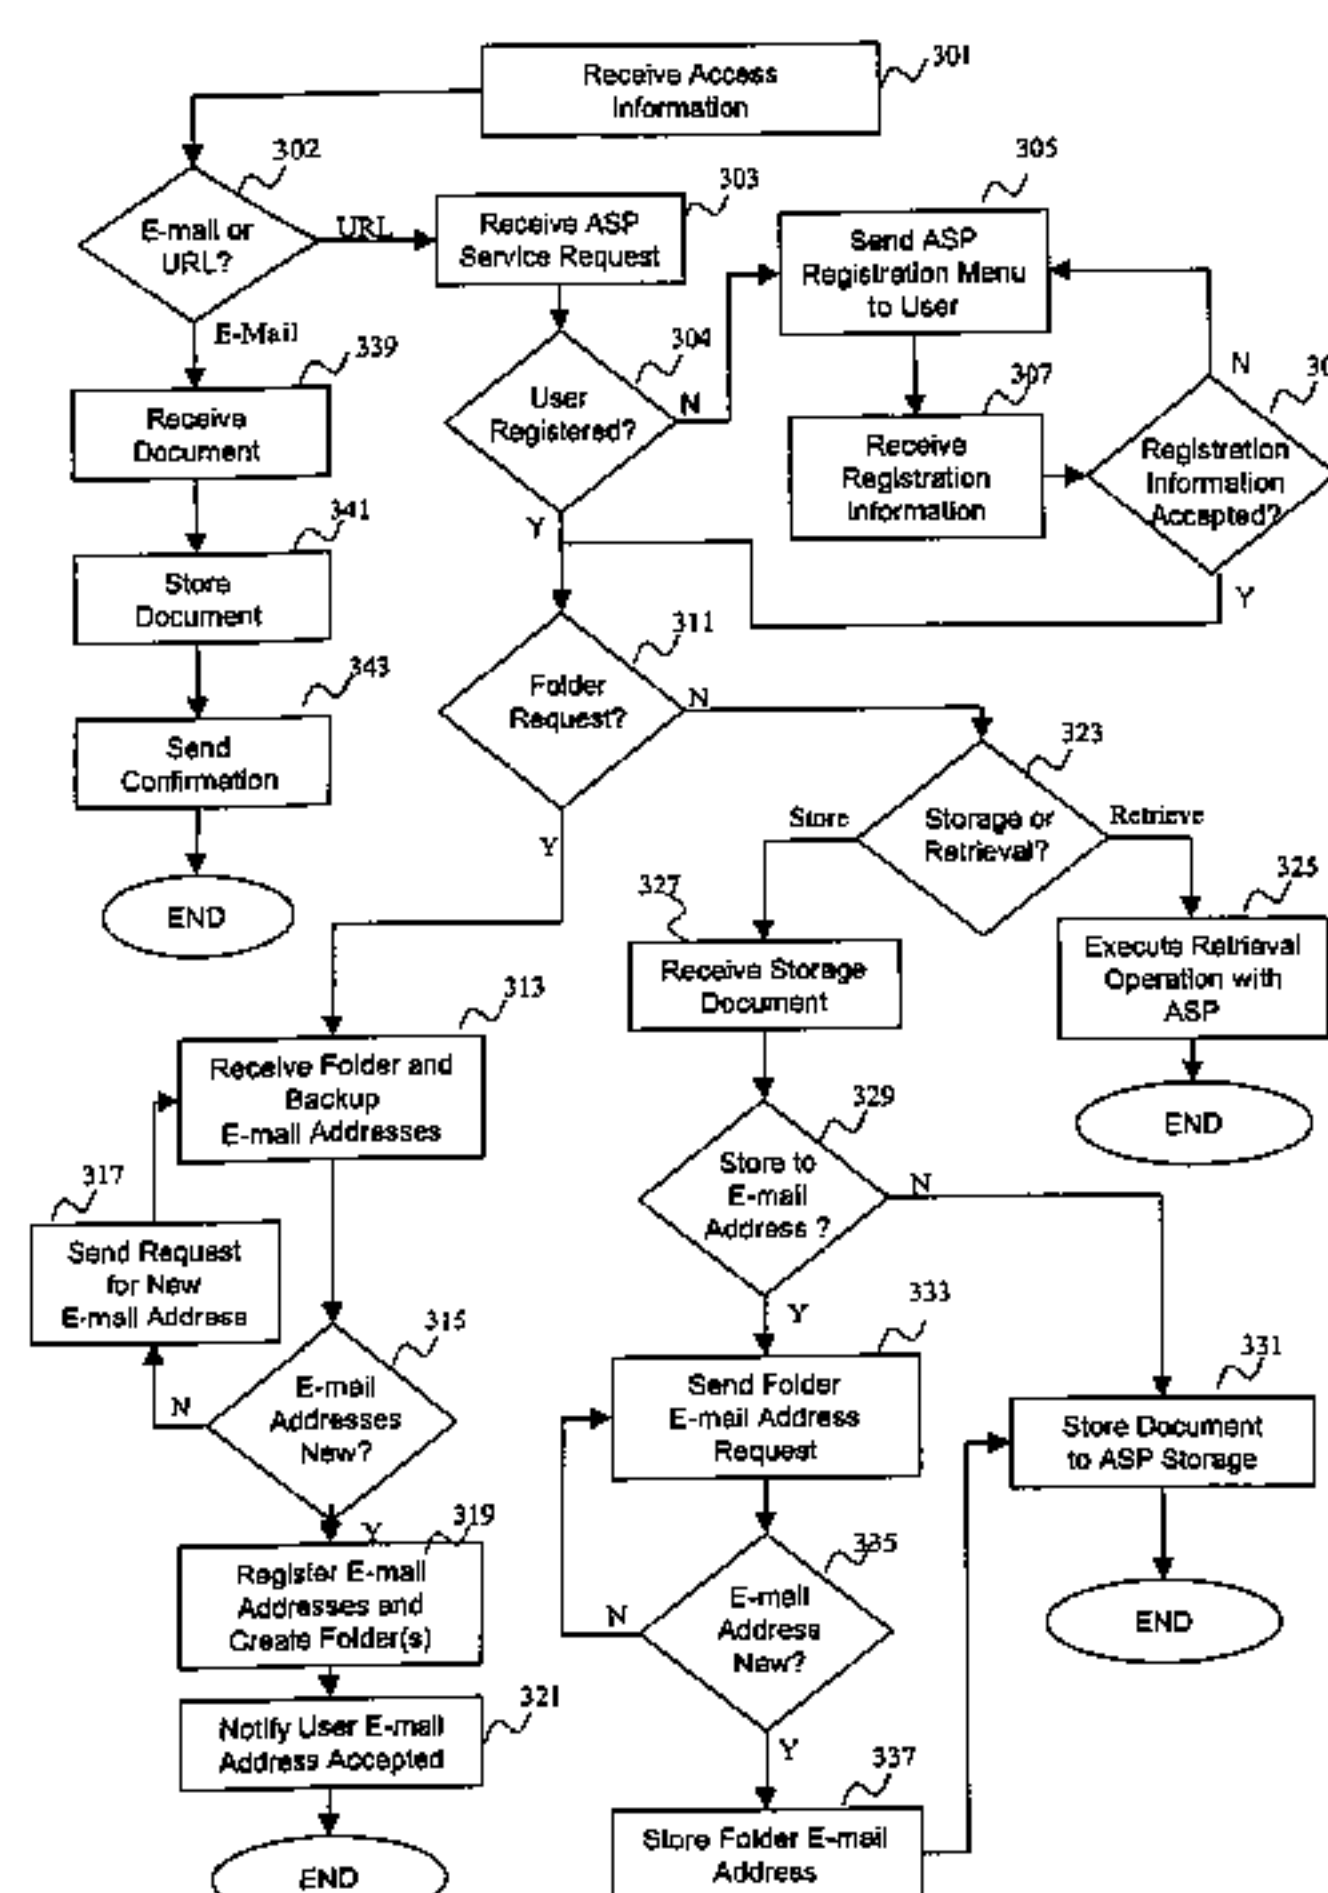 Receive Access
Information
301
302
E-mail or
URL?
URL
E-Mail
303
Receive ASP
Service Request
305
Send ASP
Registration Menu
to User
304
User
Registered?
N
Y
307
Receive
Registration
Information
N
Registration
Information
Accepted?
Y
339
Receive
Document
341
Store
Document
343
Send
Confirmation
END
311
Folder
Request?
N
Y
323
Storage or
Retrieval?
Store
Retrieve
325
Execute Retrieval
Operation with
ASP
END
327
Receive Storage
Document
313
Receive Folder and
Backup
E-mail Addresses
317
Send Request
for New
E-mail Address
315
E-mail
Addresses
New?
N
Y
319
Register E-mail
Addresses and
Create Folder(s)
321
Notify User E-mail
Address Accepted
END
329
Store to
E-mail
Address ?
N
Y
333
Send Folder
E-mail Address
Request
331
Store Document
to ASP Storage
END
335
E-mail
Address
New?
N
Y
337
Store Folder E-mail
Address